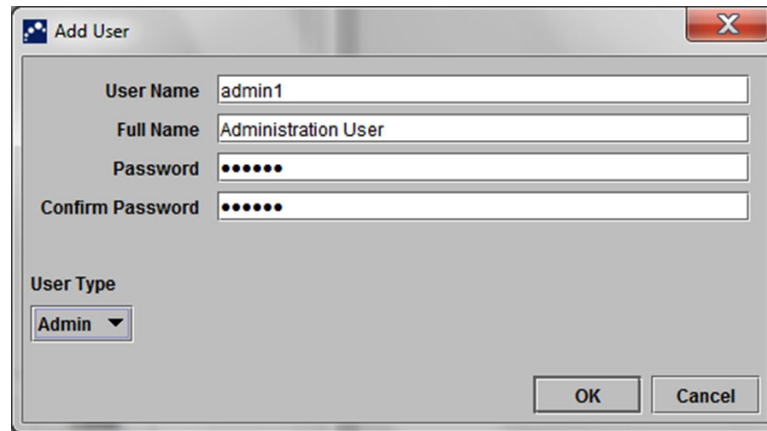 Add User
User Name admin1
Full Name Administration User
Password ••••••
Confirm Password ••••••
User Type
Admin
OK Cancel